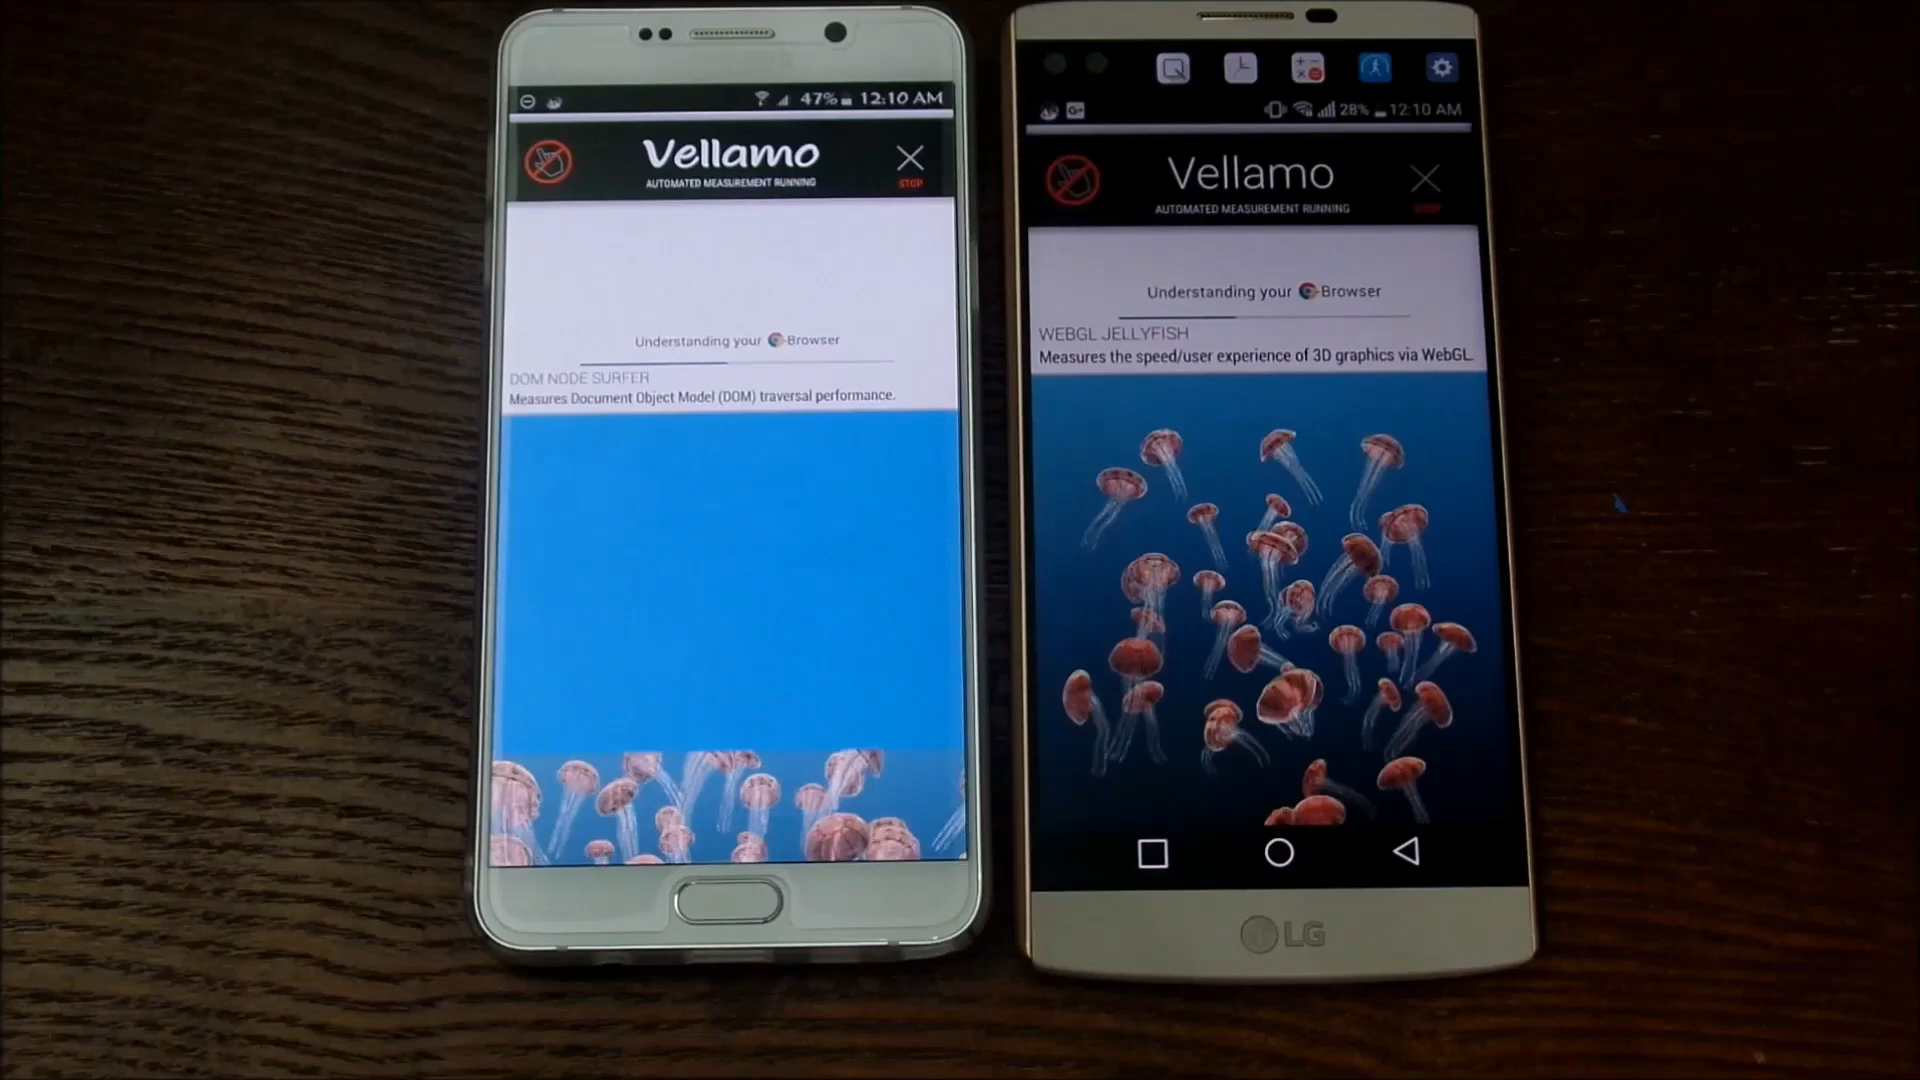 47% 12:10 AM
Vellamo
AUTOMATED MEASUREMENT RUNNING
STOP
Understanding your Browser
DOM NODE SURFER
Measures Document Object Model (DOM) traversal performance.
G+ 28% 12:10 AM
Vellamo
AUTOMATED MEASUREMENT RUNNING
STOP
Understanding your Browser
WEBGL JELLYFISH
Measures the speed/user experience of 3D graphics via WebGL.
LG